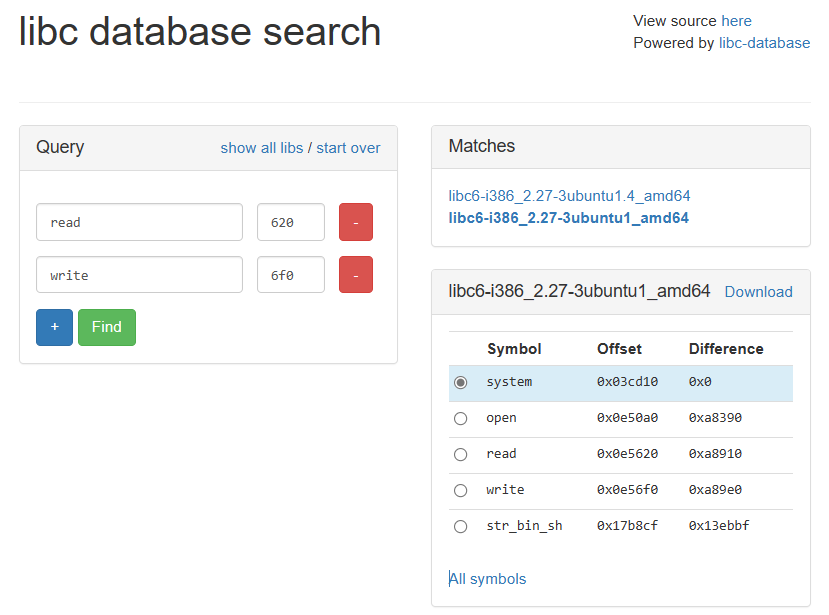 libc database search
View source here
Powered by libc-database
Query show all libs / start over
read 620 -
write 6f0 -
+ Find
Matches
libc6-i386_2.27-3ubuntu1.4_amd64
libc6-i386_2.27-3ubuntu1_amd64
libc6-i386_2.27-3ubuntu1_amd64 Download
Symbol Offset Difference
system 0x03cd10 0x0
open 0x0e50a0 0xa8390
read 0x0e5620 0xa8910
write 0x0e56f0 0xa89e0
str_bin_sh 0x17b8cf 0x13ebbf
All symbols